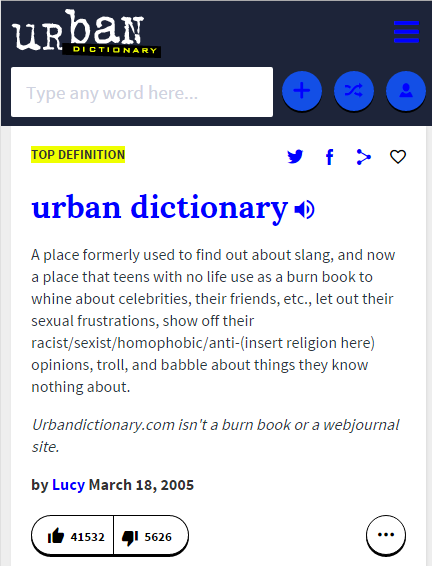 urban
DICTIONARY
Type any word here...
TOP DEFINITION
urban dictionary
A place formerly used to find out about slang, and now
a place that teens with no life use as a burn book to
whine about celebrities, their friends, etc., let out their
sexual frustrations, show off their
racist/sexist/homophobic/anti-(insert religion here)
opinions, troll, and babble about things they know
nothing about.
Urbandictionary.com isn't a burn book or a webjournal
site.
by Lucy March 18, 2005
41532 5626